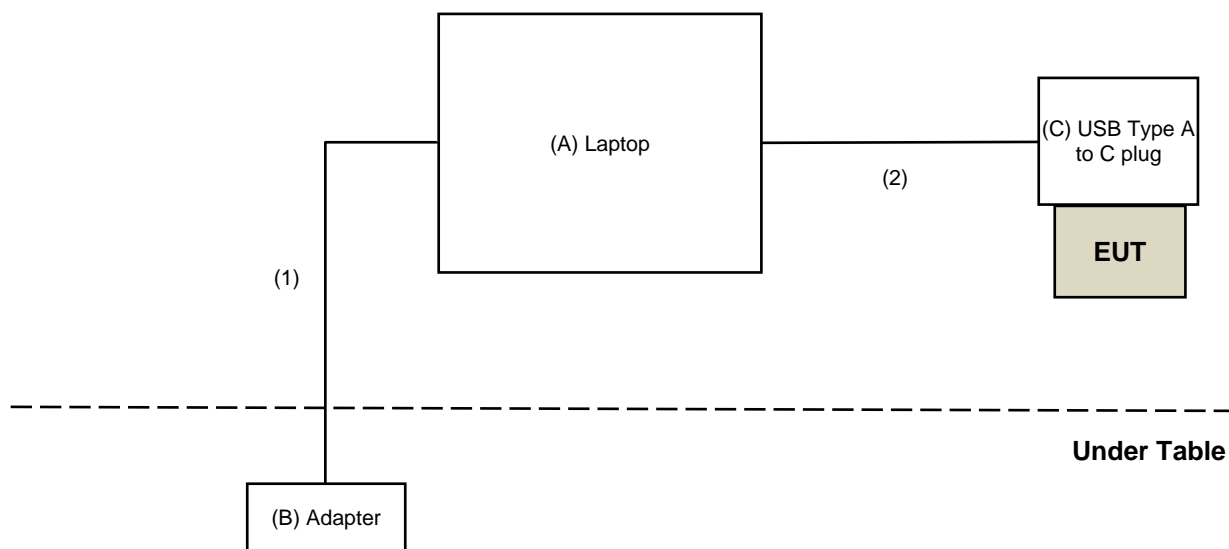 (A) Laptop
(C) USB Type A
to C plug
(2)
EUT
(1)
Under Table
(B) Adapter